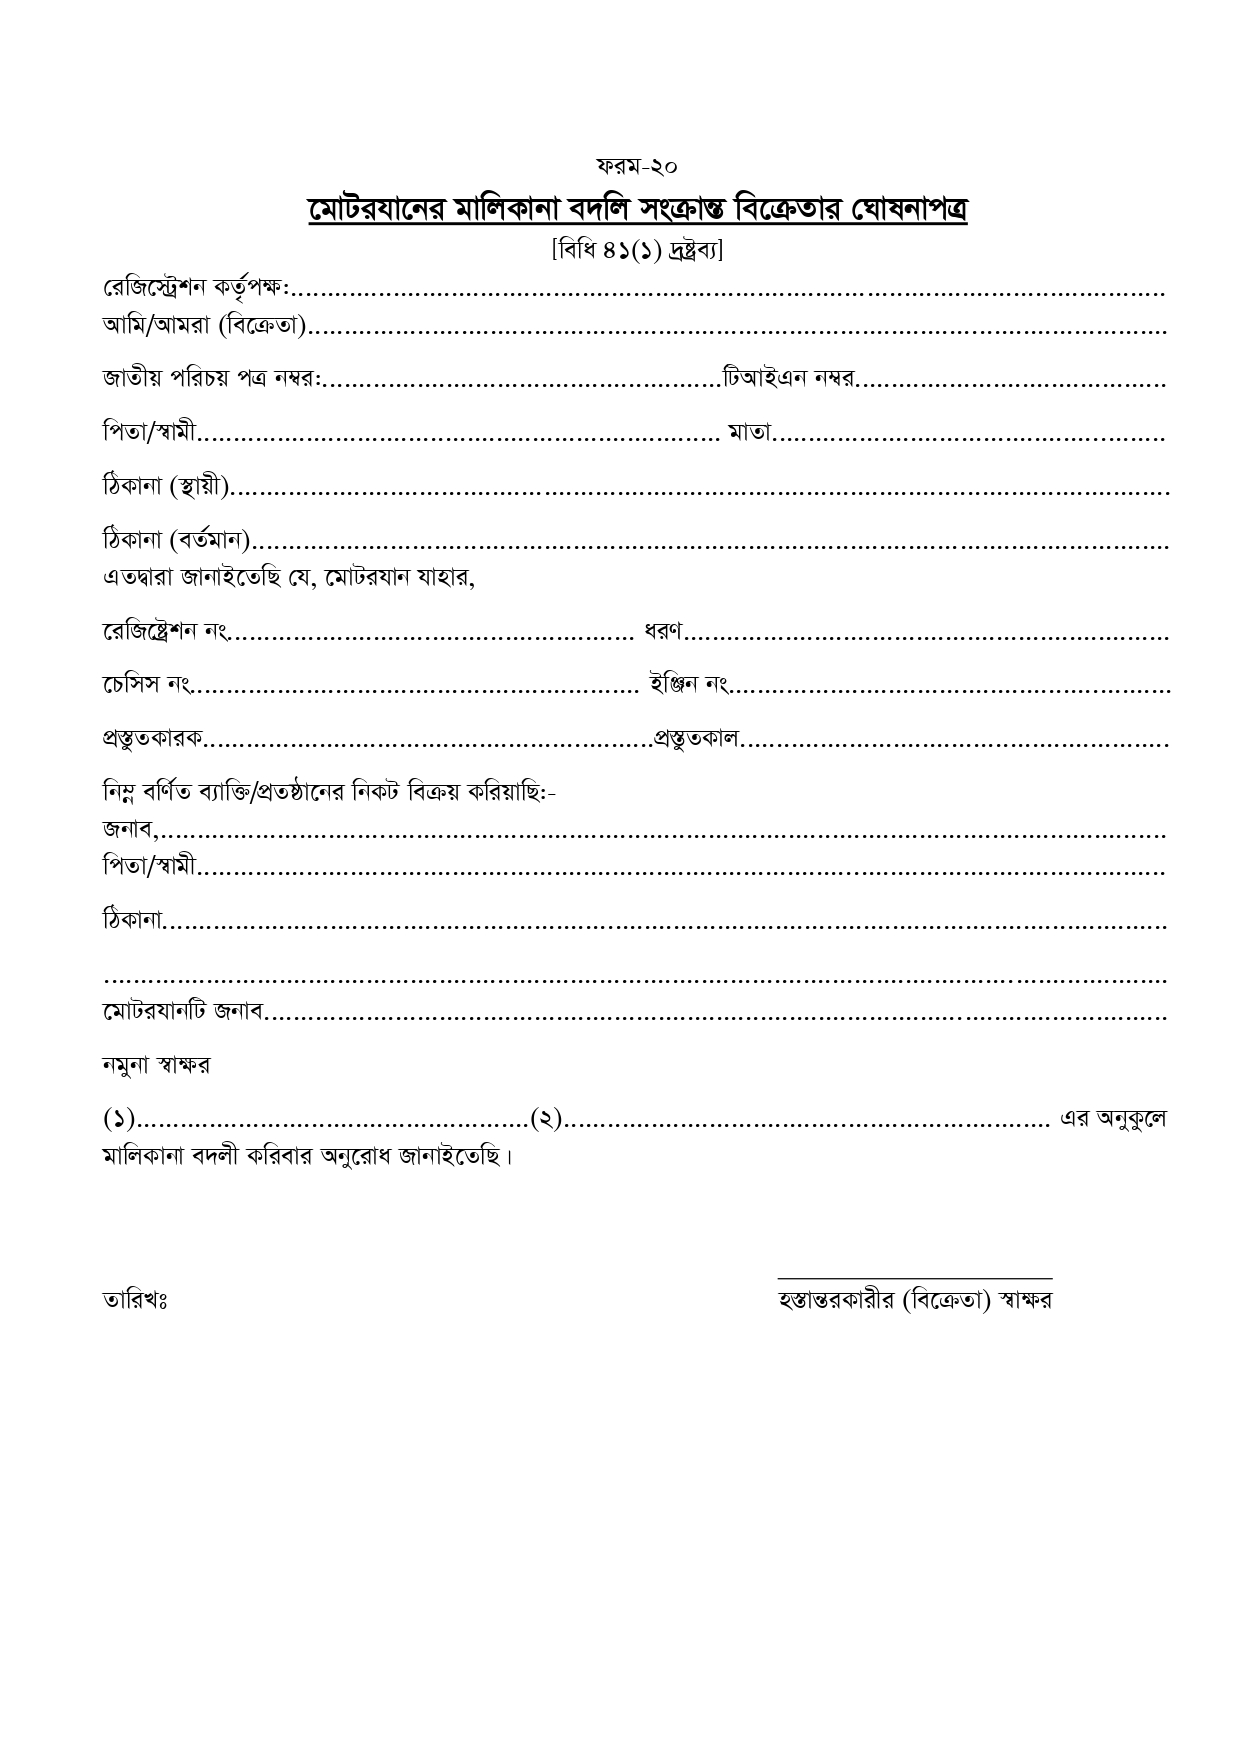 ফরম-২০
মোটরযানের মালিকানা বদলি সংক্রান্ত বিক্রেতার ঘোষনাপত্র
[বিধি ৪১(১) দ্রষ্টব্য]
রেজিস্ট্রেশন কর্তৃপক্ষ:........................................................................................................................
আমি/আমরা (বিক্রেতা)......................................................................................................................
জাতীয় পরিচয় পত্র নম্বর:.......................................................টিআইএন নম্বর...........................................
পিতা/স্বামী........................................................................ মাতা......................................................
ঠিকানা (স্থায়ী).................................................................................................................................
ঠিকানা (বর্তমান)..............................................................................................................................
এতদ্বারা জানাইতেছি যে, মোটরযান যাহার,
রেজিষ্ট্রেশন নং........................................................ ধরণ...................................................................
চেসিস নং.............................................................. ইঞ্জিন নং.............................................................
প্রস্তুতকারক..............................................................প্রস্তুতকাল...........................................................
নিম্ন বর্ণিত ব্যাক্তি/প্রতষ্ঠানের নিকট বিক্রয় করিয়াছি:-
জনাব,..........................................................................................................................................
পিতা/স্বামী.....................................................................................................................................
ঠিকানা..........................................................................................................................................
..................................................................................................................................................
মোটরযানটি জনাব............................................................................................................................
নমুনা স্বাক্ষর
(১)......................................................(২)................................................................... এর অনুকুলে
মালিকানা বদলী করিবার অনুরোধ জানাইতেছি।
তারিখঃ
হস্তান্তরকারীর (বিক্রেতা) স্বাক্ষর